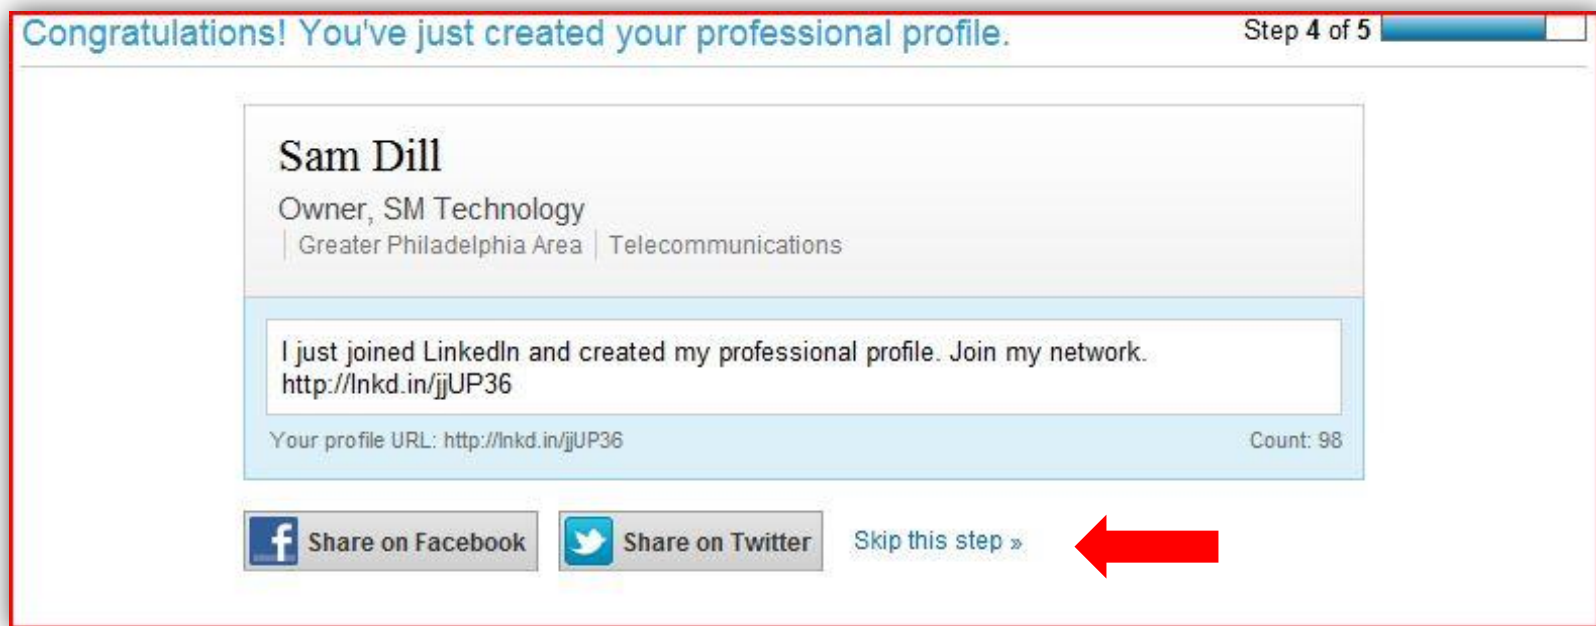 Congratulations! You've just created your professional profile.
Step 4 of 5
Sam Dill
Owner, SM Technology
Greater Philadelphia Area | Telecommunications
I just joined LinkedIn and created my professional profile. Join my network.
http://lnkd.in/jjUP36
Your profile URL: http://lnkd.in/jjUP36
Count: 98
Share on Facebook
Share on Twitter
Skip this step »